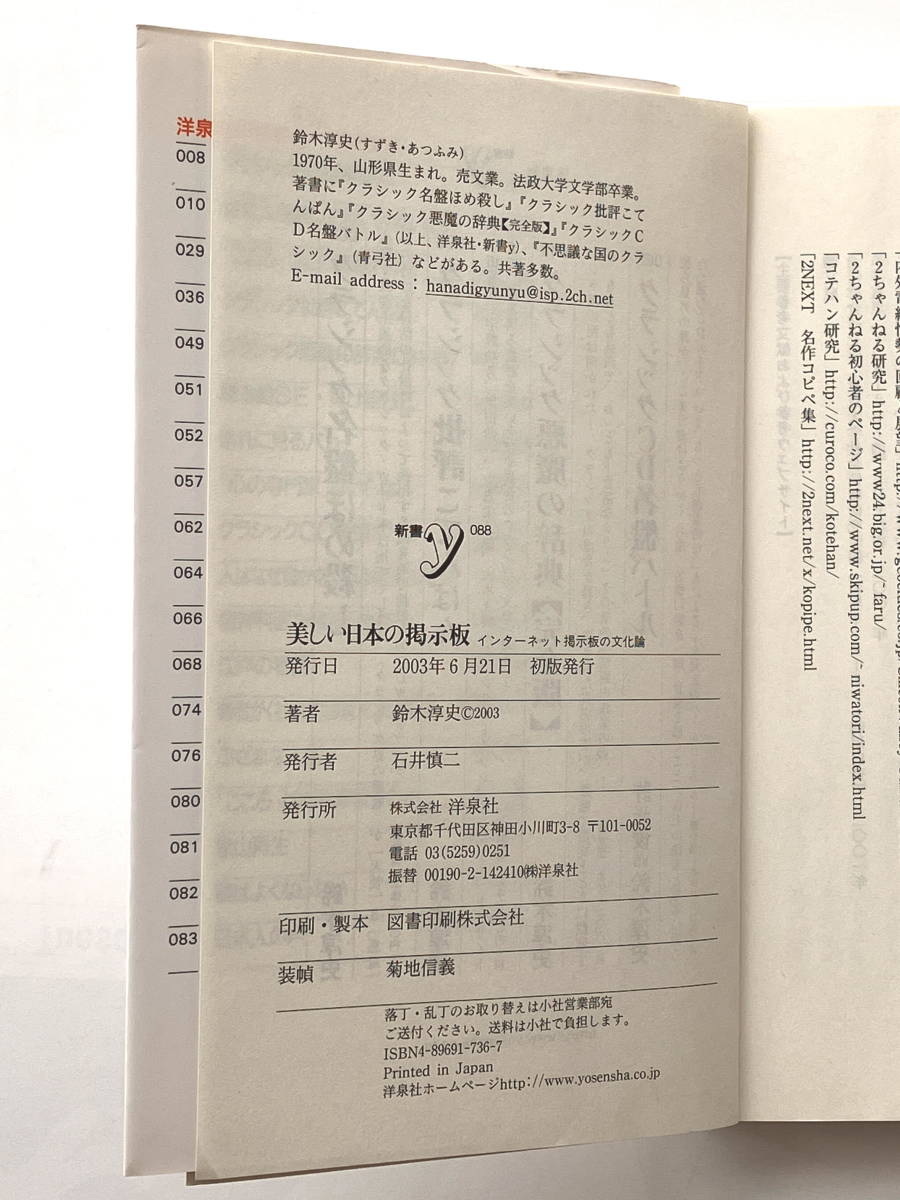 鈴木淳史(すずき・あつふみ)
1970年、山形県生まれ。売文業。法政大学文学部卒業。
著書に『クラシック名盤ほめ殺し』『クラシック批評こて
んぱん』『クラシック悪魔の辞典【完全版】』『クラシックC
D名盤バトル』(以上、洋泉社・新書y)、『不思議な国のクラ
シック』(青弓社)などがある。共著多数。
E-mail address : hanadigyunyu@isp.2ch.net
新書y 088
美しい日本の掲示板 インターネット掲示板の文化論
発行日 2003年6月21日 初版発行
著者 鈴木淳史©2003
発行者 石井慎二
発行所 株式会社 洋泉社
東京都千代田区神田小川町3-8 〒101-0052
電話 03(5259)0251
振替 00190-2-142410㈱洋泉社
印刷・製本 図書印刷株式会社
装幀 菊地信義
落丁・乱丁のお取り替えは小社営業部宛
ご送付ください。送料は小社で負担します。
ISBN4-89691-736-7
Printed in Japan
洋泉社ホームページhttp://www.yosensha.co.jp
洋泉
008
010
029
036
049
051
052
057
062
064
066
068
074
076
080
081
082
083
「2ちゃんねる研究」http://www24.big.or.jp/~faru/
「2ちゃんねる初心者のページ」http://www.skipup.com/~niwatori/index.html
「コテハン研究」http://curoco.com/kotehan/
「2NEXT 名作コピペ集」http://2next.net/x/kopipe.html